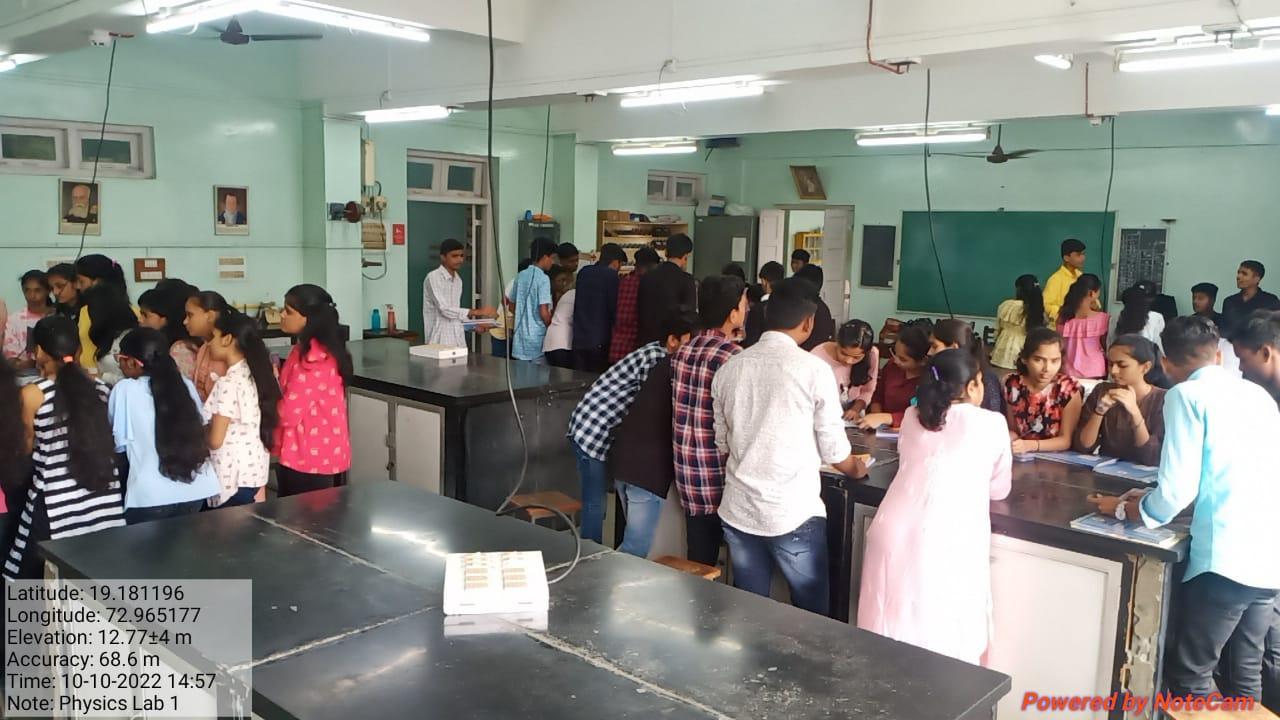 Latitude: 19.181196
Longitude: 72.965177
Elevation: 12.77±4 m
Accuracy: 68.6 m
Time: 10-10-2022 14:57
Note: Physics Lab 1
Powered by NoteCam